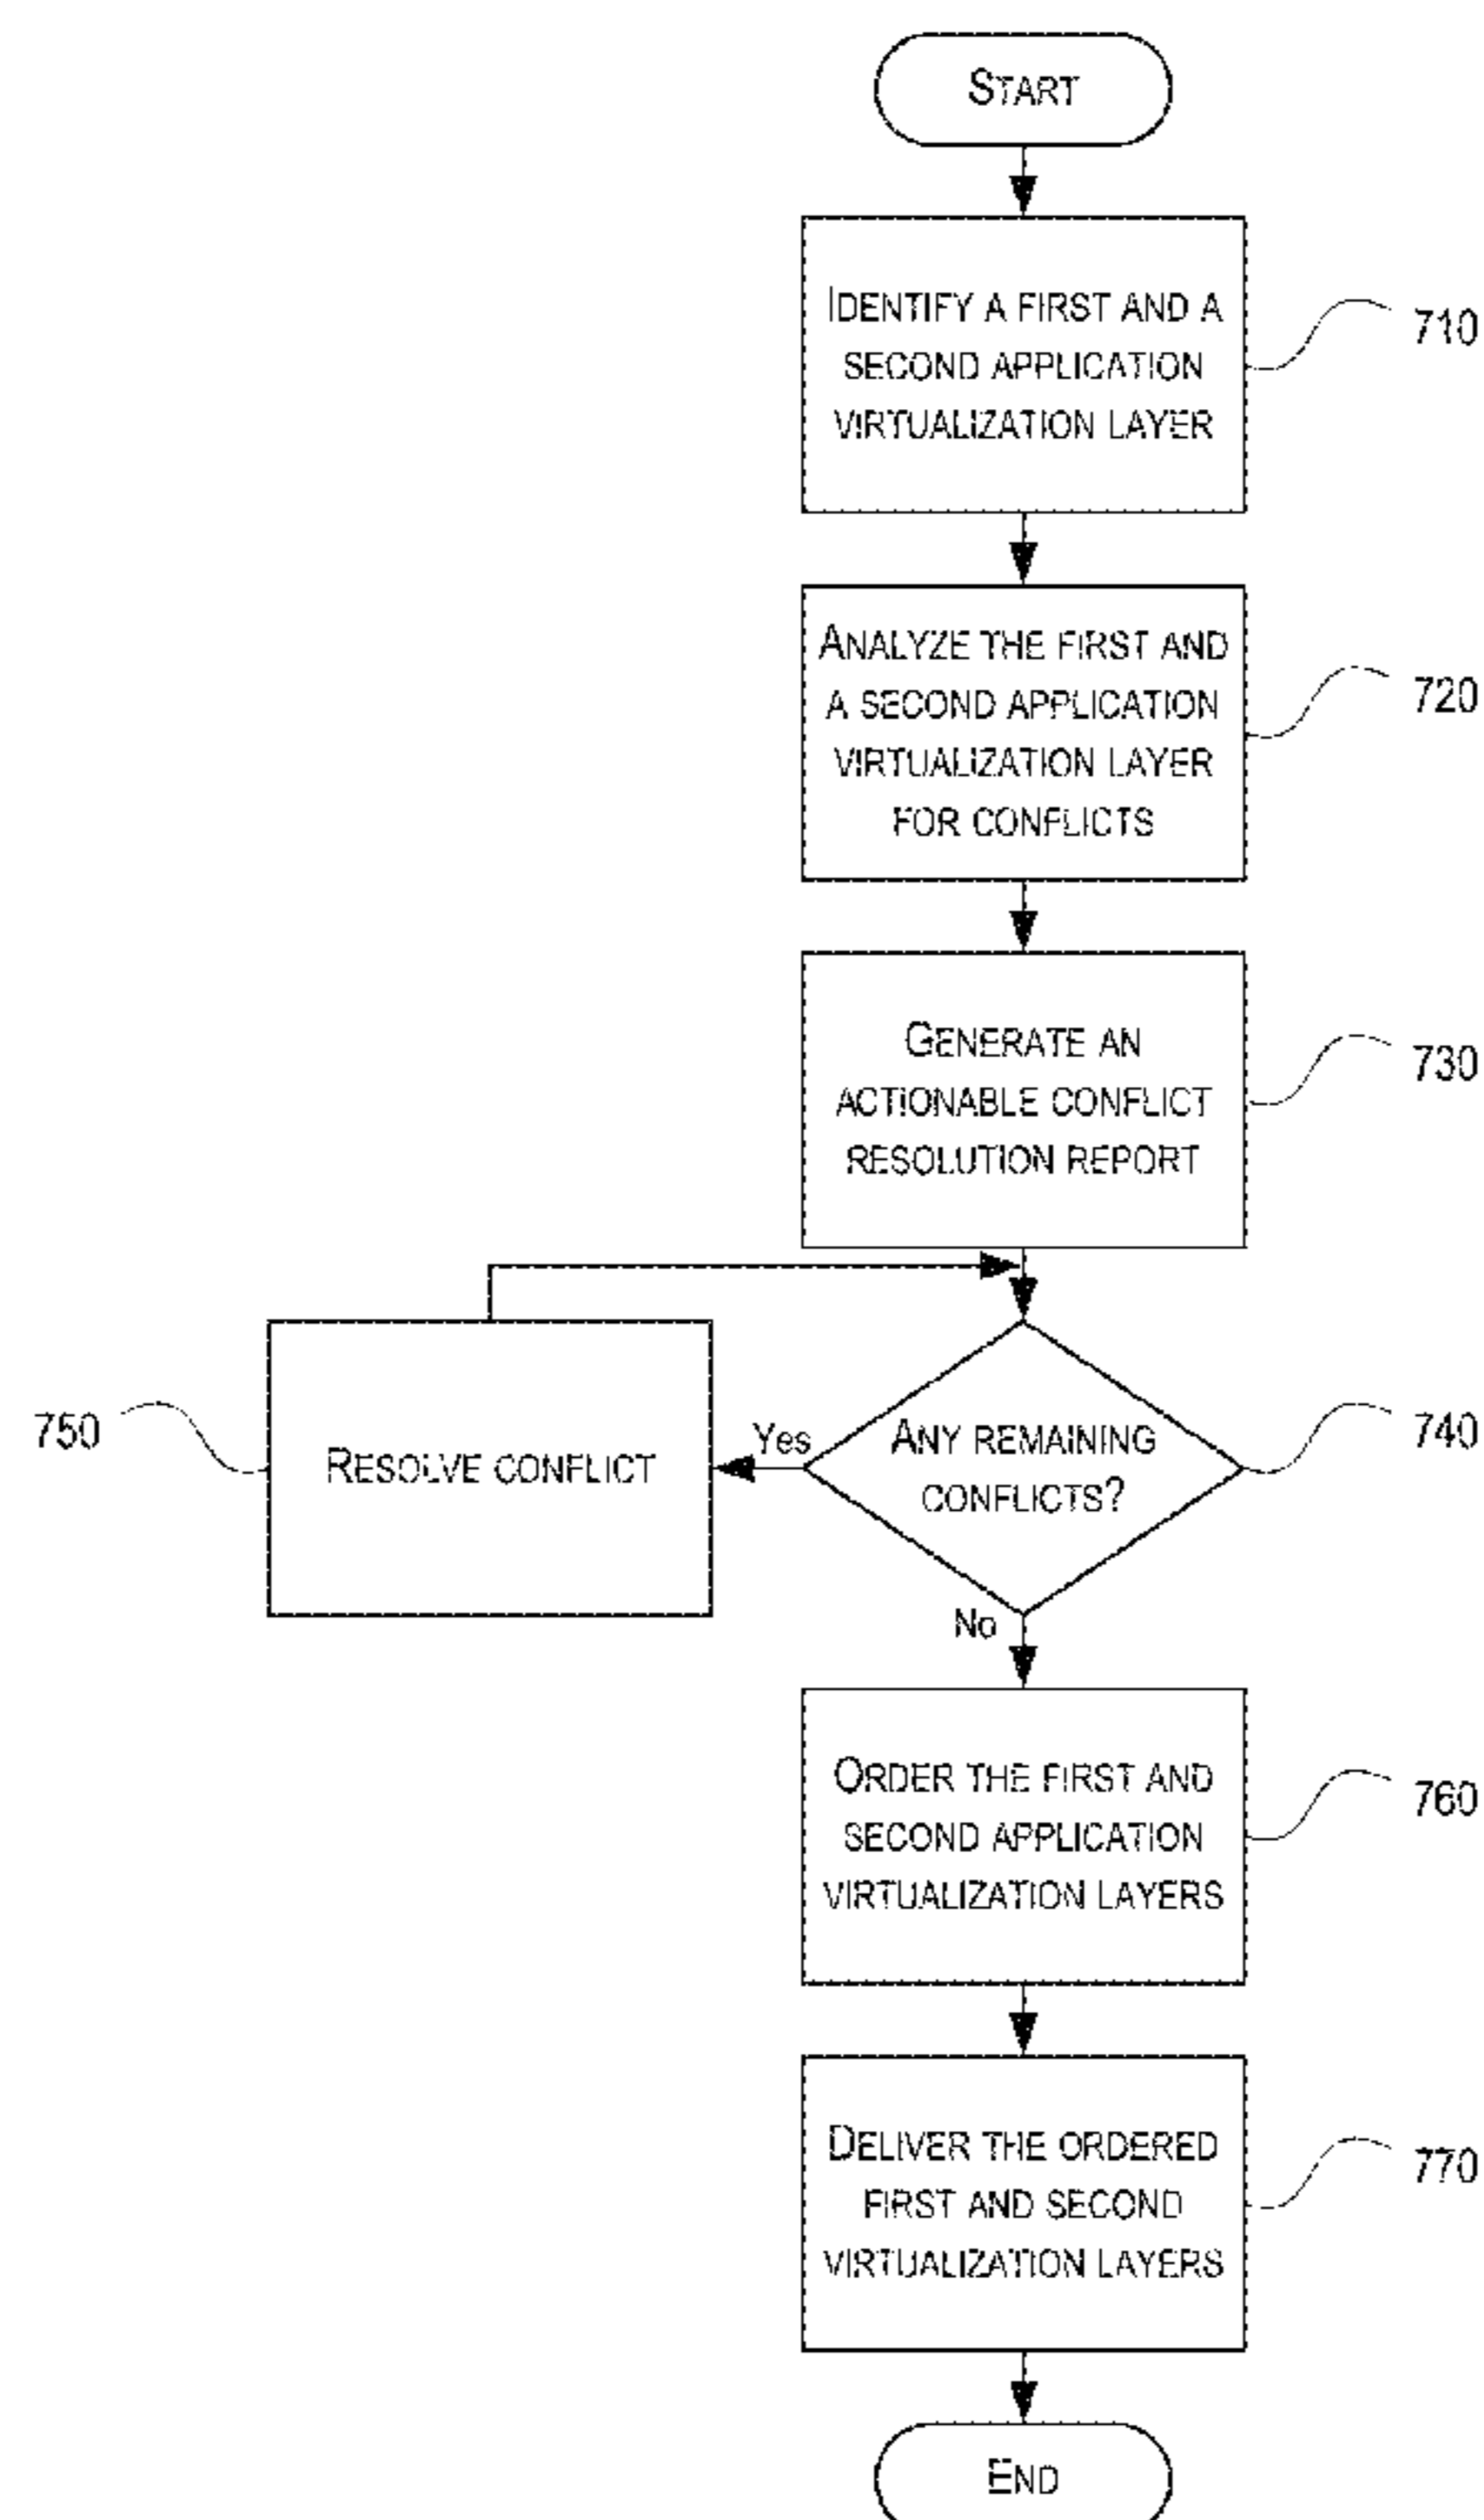 START
IDENTIFY A FIRST AND A
SECOND APPLICATION
VIRTUALIZATION LAYER
710
ANALYZE THE FIRST AND
A SECOND APPLICATION
VIRTUALIZATION LAYER
FOR CONFLICTS
720
GENERATE AN
ACTIONABLE CONFLICT
RESOLUTION REPORT
730
750
RESOLVE CONFLICT
Yes
ANY REMAINING
CONFLICTS?
740
No
ORDER THE FIRST AND
SECOND APPLICATION
VIRTUALIZATION LAYERS
760
DELIVER THE ORDERED
FIRST AND SECOND
VIRTUALIZATION LAYERS
770
END